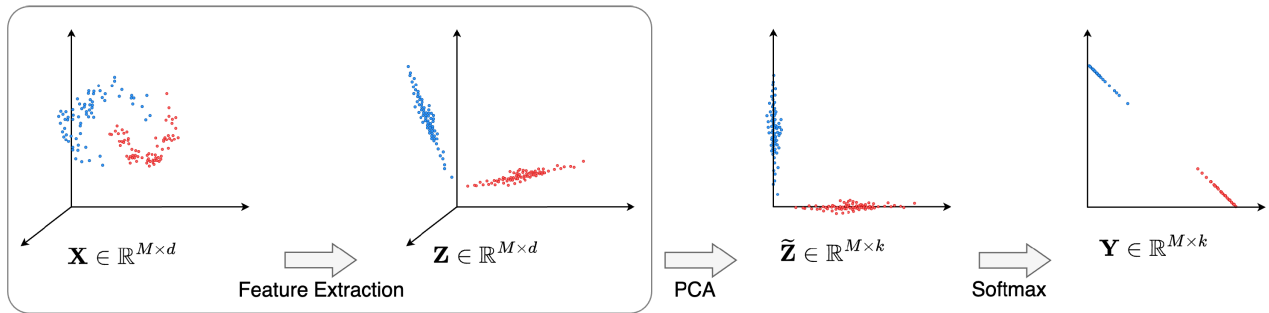 𝐗 ∈ ℝ^{M×d}
Feature Extraction
𝐙 ∈ ℝ^{M×d}
PCA
𝐙̃ ∈ ℝ^{M×k}
Softmax
𝐘 ∈ ℝ^{M×k}